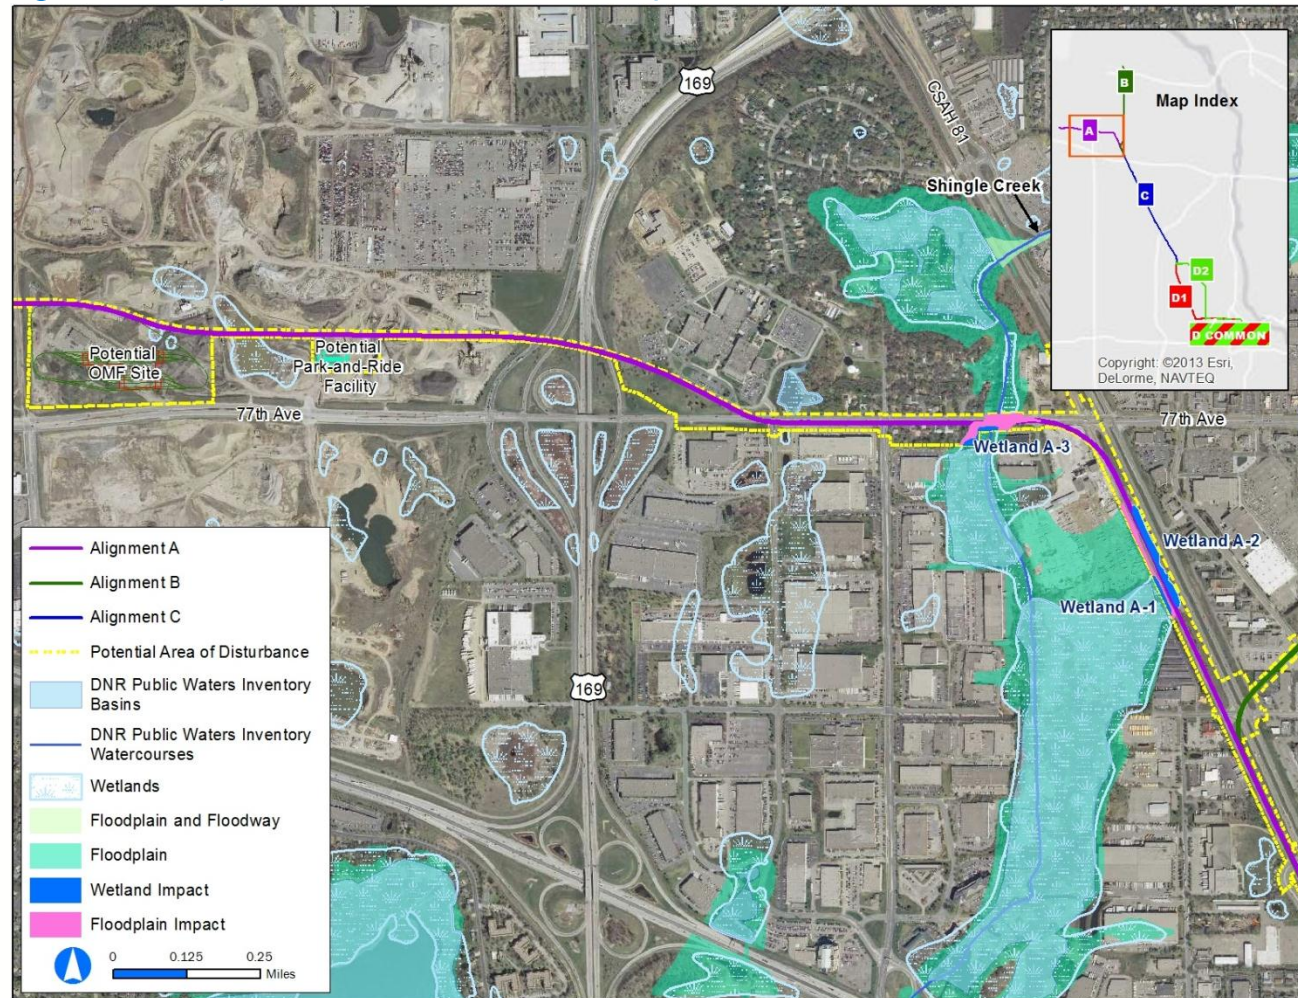 169
CSAH 81
Shingle Creek
Map Index
B
A
C
D2
D1
D COMMON
Copyright: ©2013 Esri,
DeLorme, NAVTEQ
Potential
OMF Site
Potential
Park-and-Ride
Facility
77th Ave
77th Ave
Wetland A-3
Wetland A-2
Wetland A-1
169
Alignment A
Alignment B
Alignment C
Potential Area of Disturbance
DNR Public Waters Inventory
Basins
DNR Public Waters Inventory
Watercourses
Wetlands
Floodplain and Floodway
Floodplain
Wetland Impact
Floodplain Impact
0 0.125 0.25
Miles